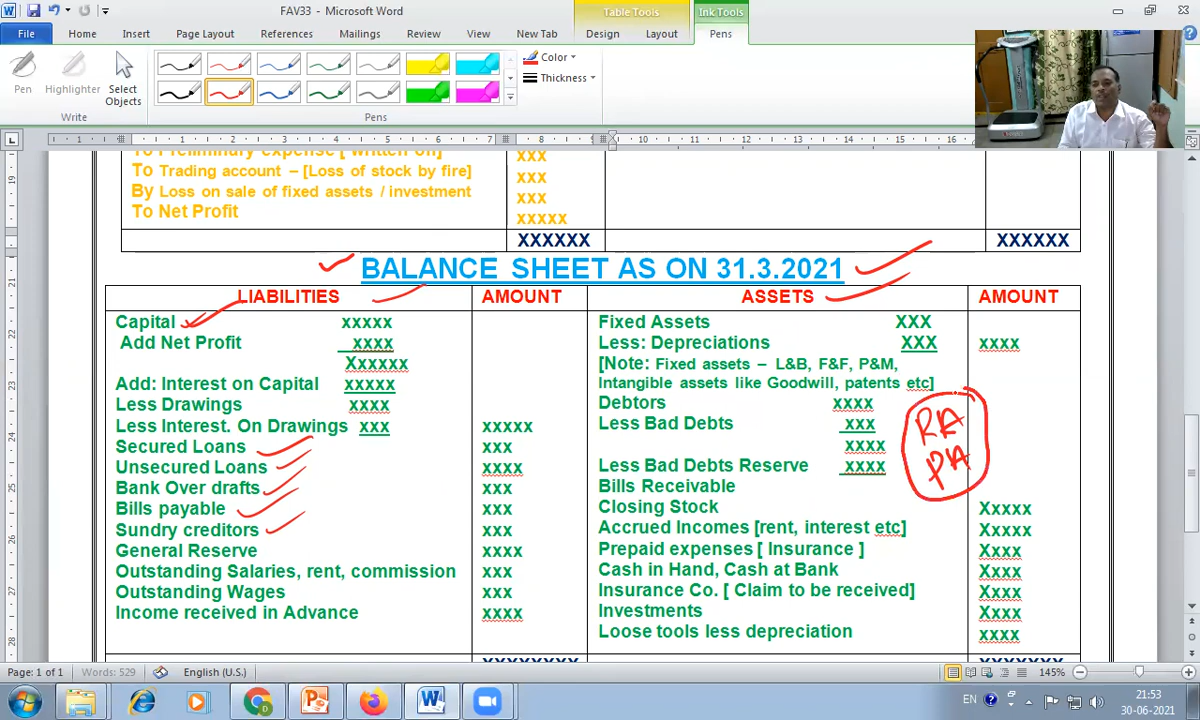 FAV33 - Microsoft Word
Table Tools
Ink Tools
File Home Insert Page Layout References Mailings Review View New Tab Design Layout Pens
Color
Thickness
Pen Highlighter Select Objects
Write Pens
To Preliminary expense [ Written on] xxx
To Trading account – [Loss of stock by fire] xxx
By Loss on sale of fixed assets / investment xxx
To Net Profit xxxxx
XXXXXX XXXXXX
BALANCE SHEET AS ON 31.3.2021
LIABILITIES AMOUNT ASSETS AMOUNT
Capital xxxxx
Add Net Profit xxxx
Xxxxxx
Add: Interest on Capital xxxxx
Less Drawings xxxx
Less Interest. On Drawings xxx xxxxx
Secured Loans xxx
Unsecured Loans xxxx
Bank Over drafts xxx
Bills payable xxx
Sundry creditors xxx
General Reserve xxxx
Outstanding Salaries, rent, commission xxx
Outstanding Wages xxx
Income received in Advance xxxx
Fixed Assets XXX
Less: Depreciations XXX xxxx
[Note: Fixed assets – L&B, F&F, P&M,
Intangible assets like Goodwill, patents etc]
Debtors xxxx
Less Bad Debts xxx
xxxx
Less Bad Debts Reserve xxxx
Bills Receivable
Closing Stock Xxxxx
Accrued Incomes [rent, interest etc] Xxxxx
Prepaid expenses [ Insurance ] Xxxx
Cash in Hand, Cash at Bank Xxxx
Insurance Co. [ Claim to be received] Xxxx
Investments Xxxx
Loose tools less depreciation xxxx
RA
PA
Page: 1 of 1 Words: 529 English (U.S.) 145%
EN 21:53
30-06-2021